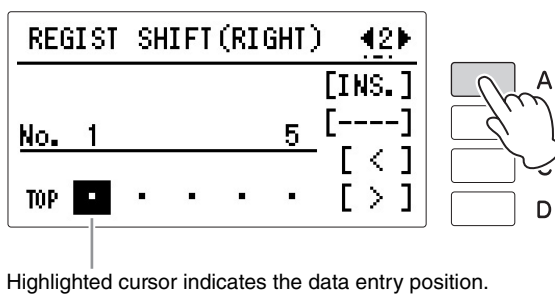 REGIST SHIFT(RIGHT) ◀2▶
[INS.]
[----]
No. 1 5
[ < ]
TOP ▪ ▪ ▪ ▪ ▪ [ > ]
A
D
Highlighted cursor indicates the data entry position.